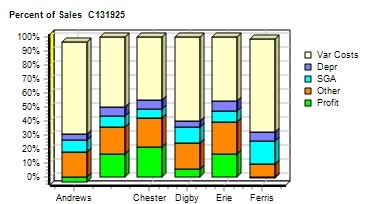 Percent of Sales C131925
100%
90%
80%
70%
60%
50%
40%
30%
20%
10%
0%
Var Costs
Depr
SGA
Other
Profit
Andrews Chester Digby Erie Ferris